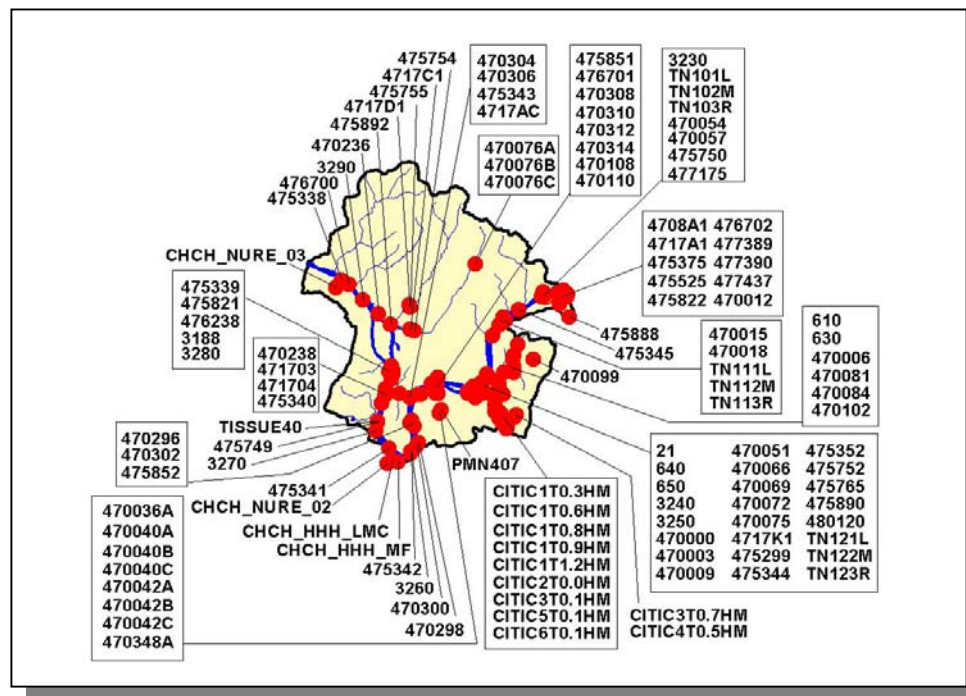 475754
4717C1
475755
4717D1
475892
470236
3290
476700
475338
CHCH_NURE_03
470304
470306
475343
4717AC
470076A
470076B
470076C
475851
476701
470308
470310
470312
470314
470108
470110
3230
TN101L
TN102M
TN103R
470054
470057
475750
477175
4708A1 476702
4717A1 477389
475375 477390
475525 477437
475822 470012
475339
475821
476238
3188
3280
470238
471703
471704
475340
TISSUE40
475749
3270
470296
470302
475852
475341
CHCH_NURE_02
CHCH_HHH_LMC
CHCH_HHH_MF
475342
3260
470300
470298
470036A
470040A
470040B
470040C
470042A
470042B
470042C
470348A
PMN407
475888
475345
470099
470015
470018
TN111L
TN112M
TN113R
610
630
470006
470081
470084
470102
CITIC1T0.3HM
CITIC1T0.6HM
CITIC1T0.8HM
CITIC1T0.9HM
CITIC1T1.2HM
CITIC2T0.0HM
CITIC3T0.1HM
CITIC5T0.1HM
CITIC6T0.1HM
21 470051 475352
640 470066 475752
650 470069 475765
3240 470072 475890
3250 470075 480120
470000 4717K1 TN121L
470003 475299 TN122M
470009 475344 TN123R
CITIC3T0.7HM
CITIC4T0.5HM